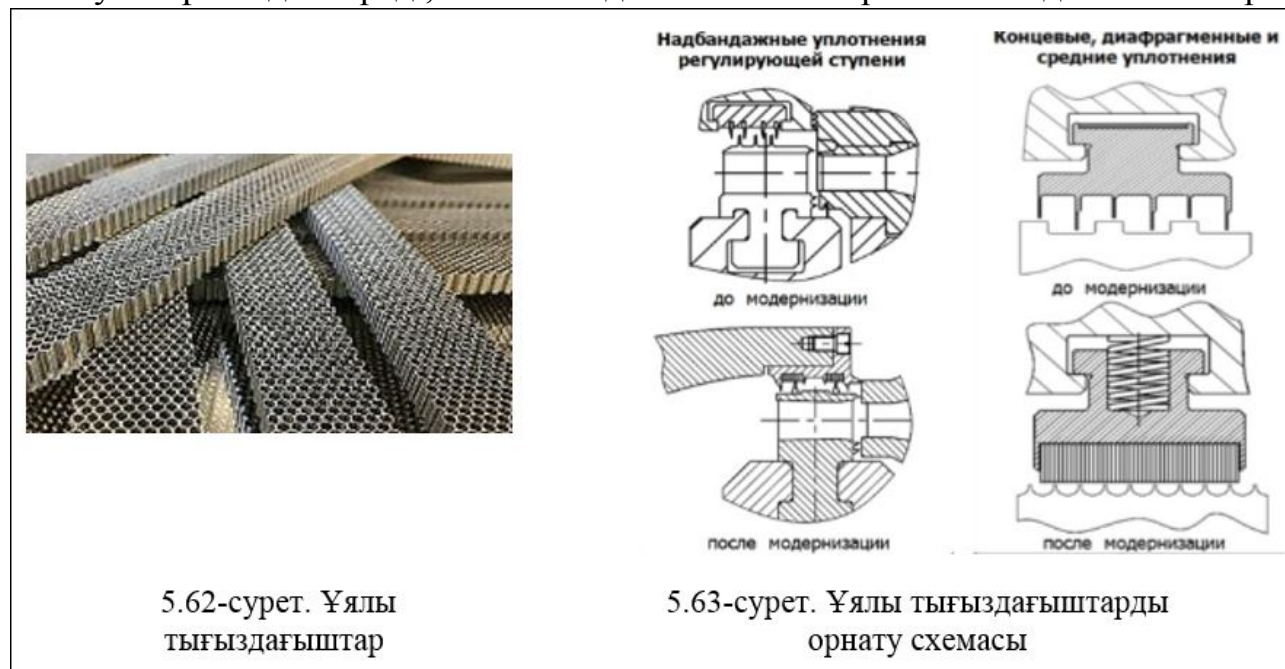 Надбандажные уплотнения
регулирующей ступени
Концевые, диафрагменные и
средние уплотнения
до модернизации
до модернизации
после модернизации
после модернизации
5.62-сурет. Ұялы
тығыздағыштар
5.63-сурет. Ұялы тығыздағыштарды
орнату схемасы